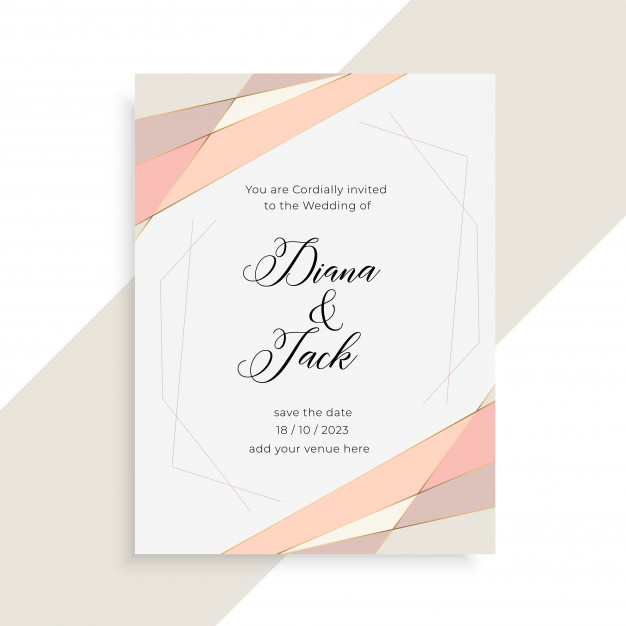 You are Cordially invited
to the Wedding of
Diana
&
Jack
save the date
18 / 10 / 2023
add your venue here